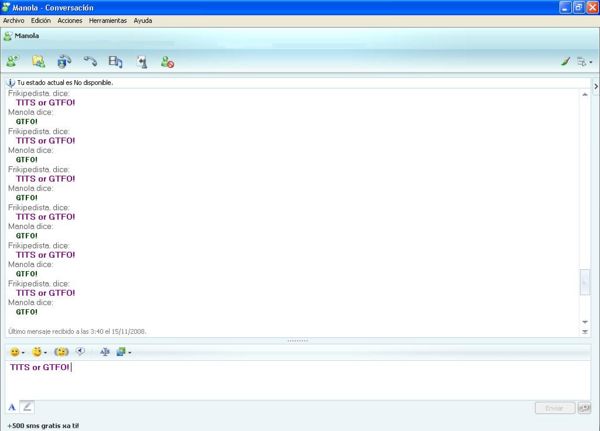 Manola - Conversación
Archivo Edición Acciones Herramientas Ayuda
Manola
Tu estado actual es No disponible.
Frikipedista, dice:
TITS or GTFO!
Manola dice:
GTFO!
Frikipedista, dice:
TITS or GTFO!
Manola dice:
GTFO!
Frikipedista, dice:
TITS or GTFO!
Manola dice:
GTFO!
Frikipedista, dice:
TITS or GTFO!
Manola dice:
GTFO!
Frikipedista, dice:
TITS or GTFO!
Manola dice:
GTFO!
Frikipedista, dice:
TITS or GTFO!
Manola dice:
GTFO!
Último mensaje recibido a las 3:40 el 15/11/2008.
TITS or GTFO!
A
Enviar
+500 sms gratis xa ti!